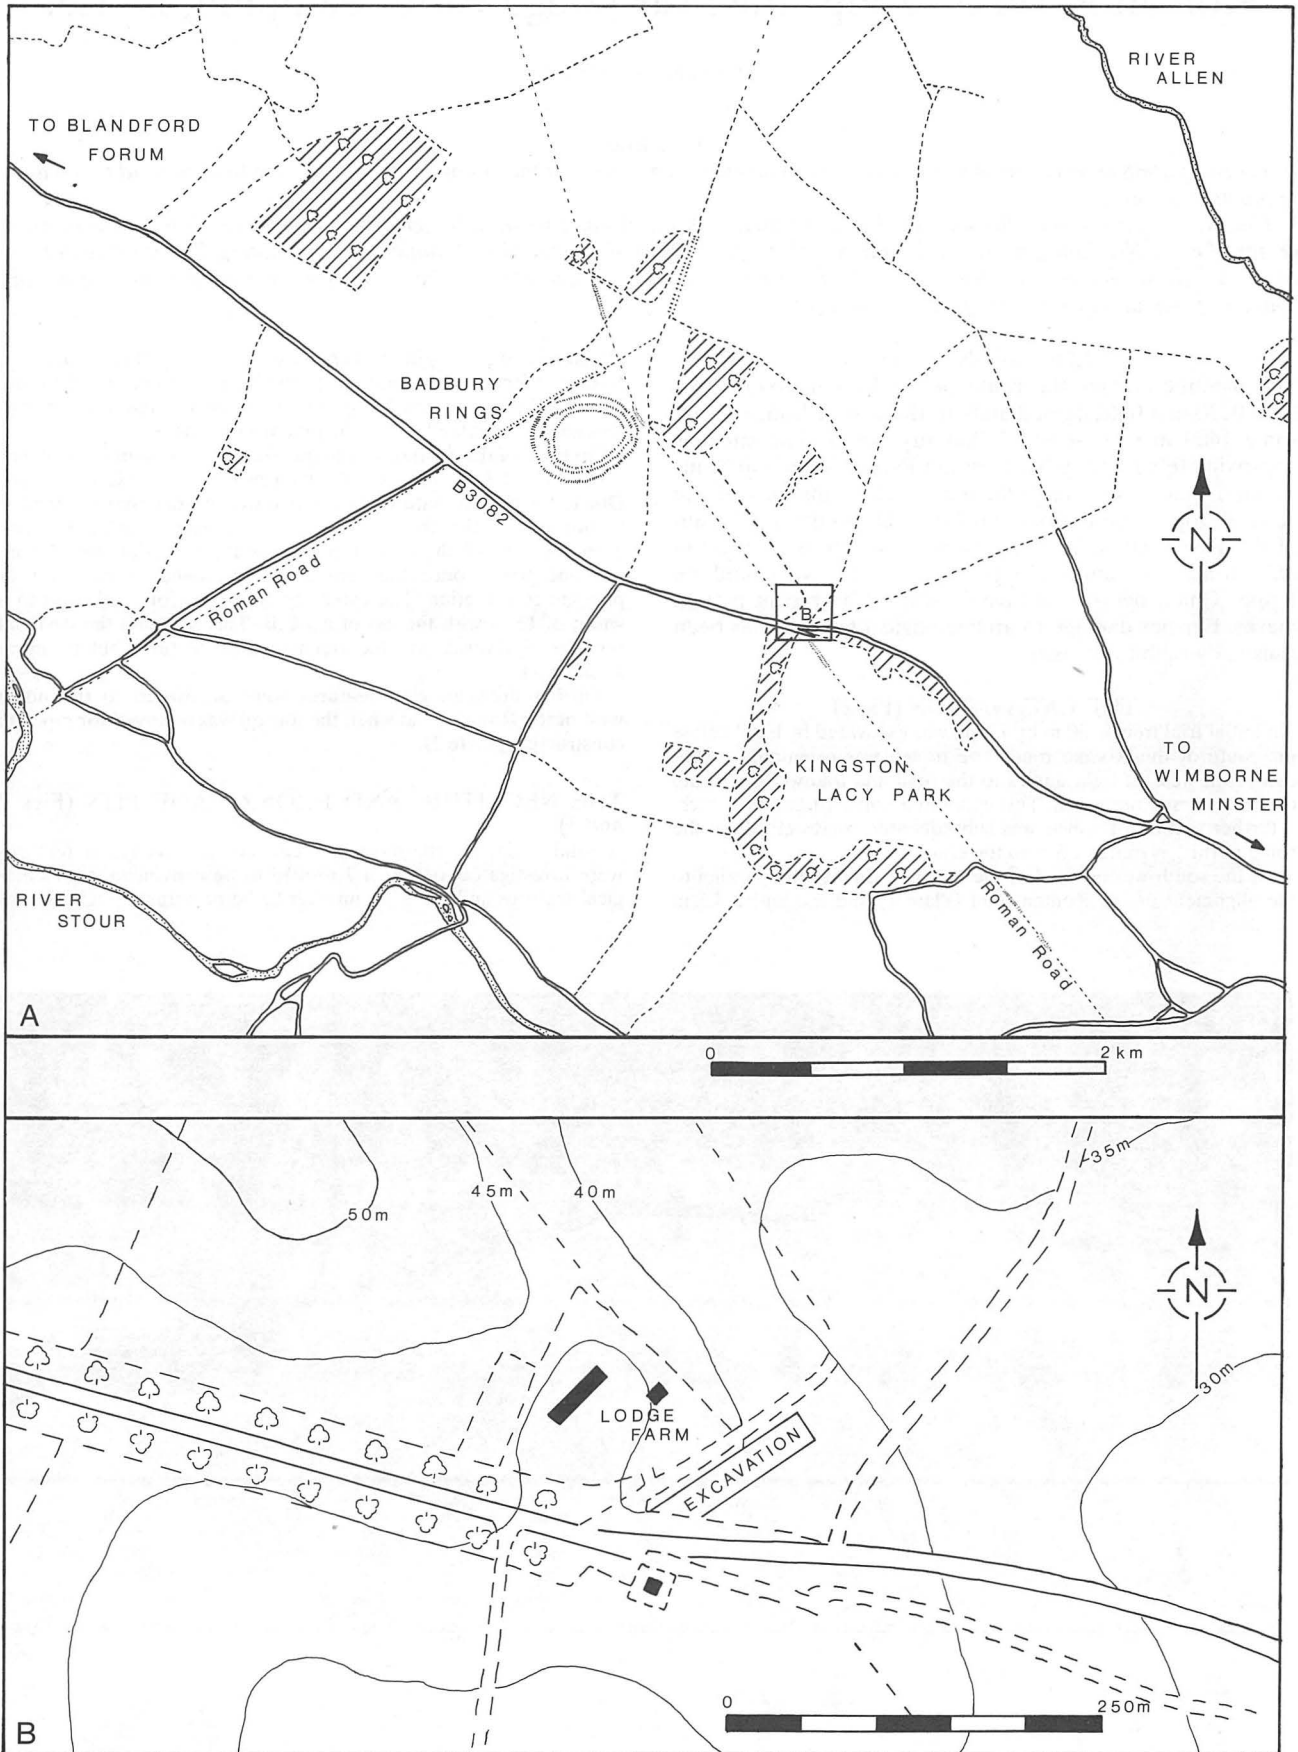 RIVER
ALLEN
TO BLANDFORD
FORUM
BADBURY
RINGS
B3082
Roman Road
N
B
KINGSTON
LACY PARK
TO
WIMBORNE
MINSTER
RIVER
STOUR
Roman Road
A
0
2 km
35m
45m
40m
50m
N
30m
LODGE
FARM
EXCAVATION
0
250m
B